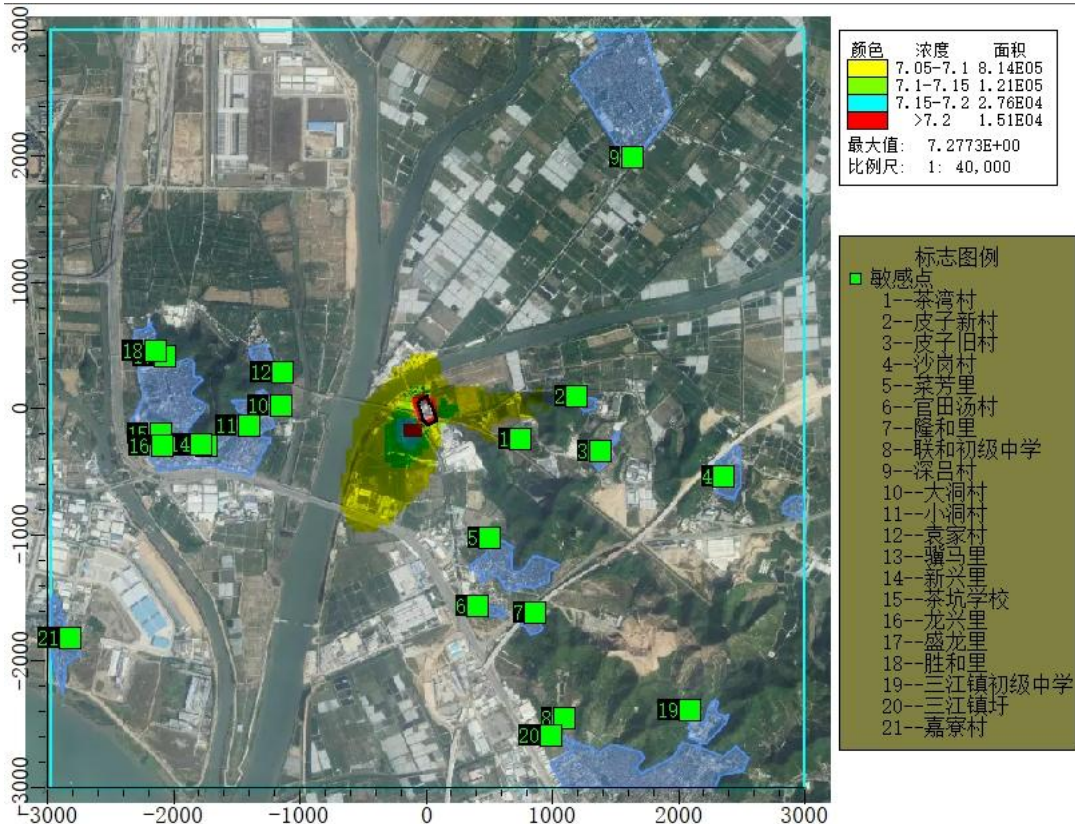 颜色 浓度 面积
7.05-7.1 8.14E05
7.1-7.15 1.21E05
7.15-7.2 2.76E04
>7.2 1.51E04
最大值: 7.2773E+00
比例尺: 1: 40,000
标志图例
敏感点
1--茶湾村
2--皮子新村
3--皮子旧村
4--沙岗村
5--菜芳里
6--官田汤村
7--隆和里
8--联和初级中学
9--深吕村
10--大洞村
11--小洞村
12--袁家村
13--骥马里
14--新兴里
15--茶坑学校
16--龙兴里
17--盛龙里
18--胜和里
19--三江镇初级中学
20--三江镇圩
21--嘉寮村
3000
2000
1000
0
-1000
-2000
-3000
-3000 -2000 -1000 0 1000 2000 3000
9
18
12
10
11
15
16
14
2
1
3
4
5
6
7
21
19
8
20